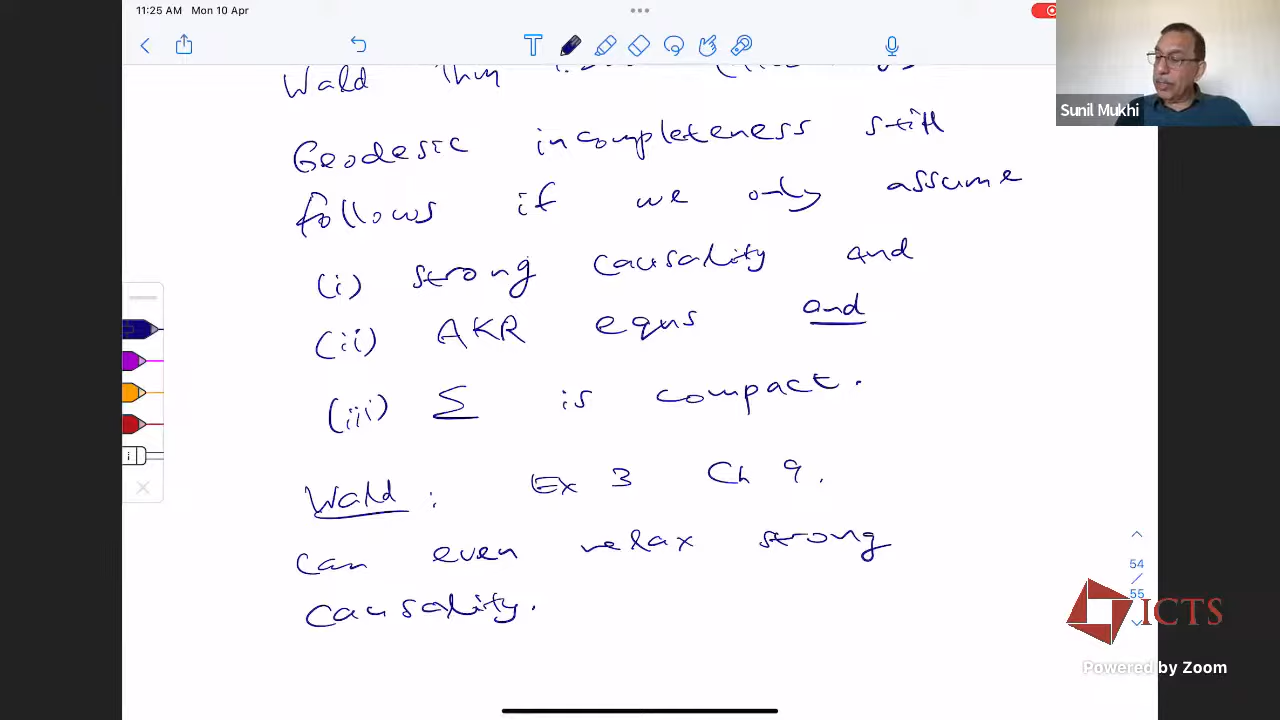 11:25 AM Mon 10 Apr
Wald Thm
Geodesic incompleteness still
follows if we only assume
(i) strong causality and
(ii) AKR equns and
(iii) Σ is compact.
Wald : Ex 3 Ch 9.
can even relax strong
causality.
Sunil Mukhi
54
/
55
ICTS
Powered by Zoom